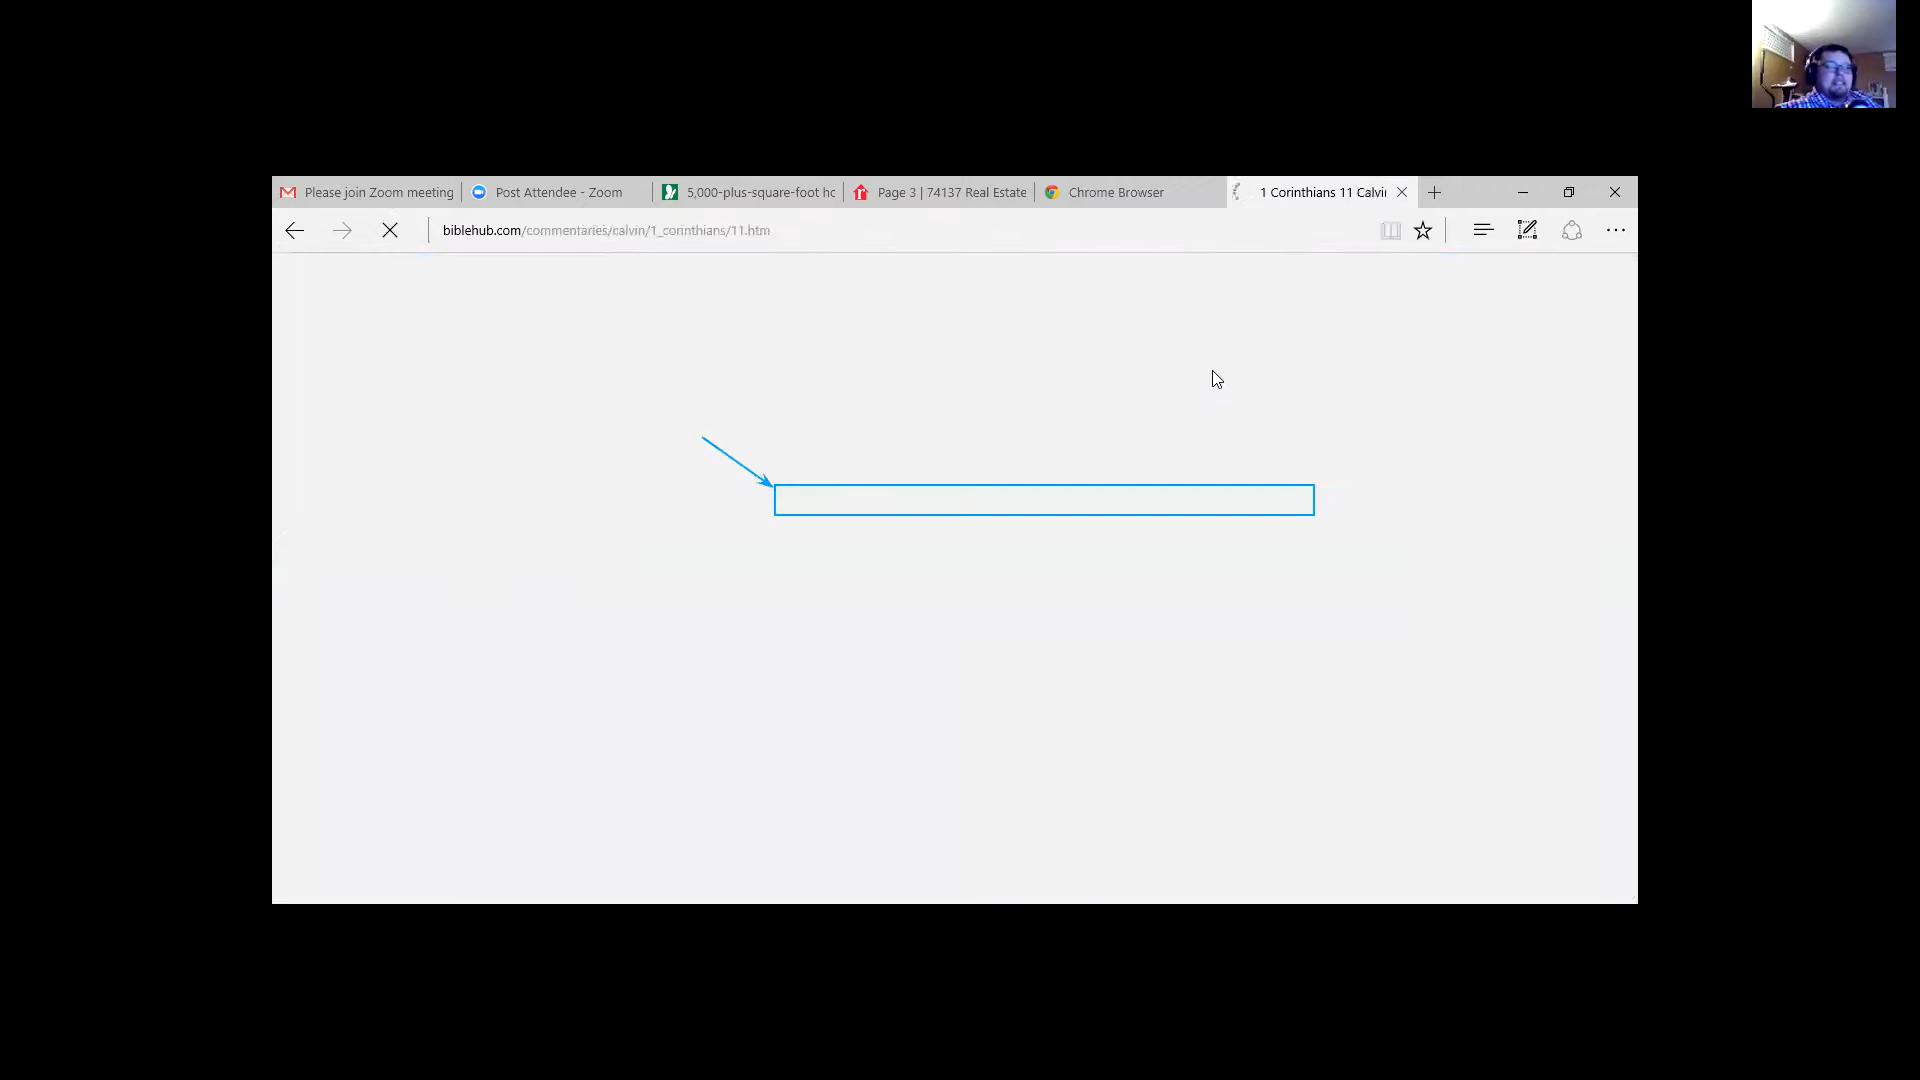 Please join Zoom meeting
Post Attendee - Zoom
5,000-plus-square-foot hc
Page 3 | 74137 Real Estate
Chrome Browser
1 Corinthians 11 Calvi
biblehub.com/commentaries/calvin/1_corinthians/11.htm